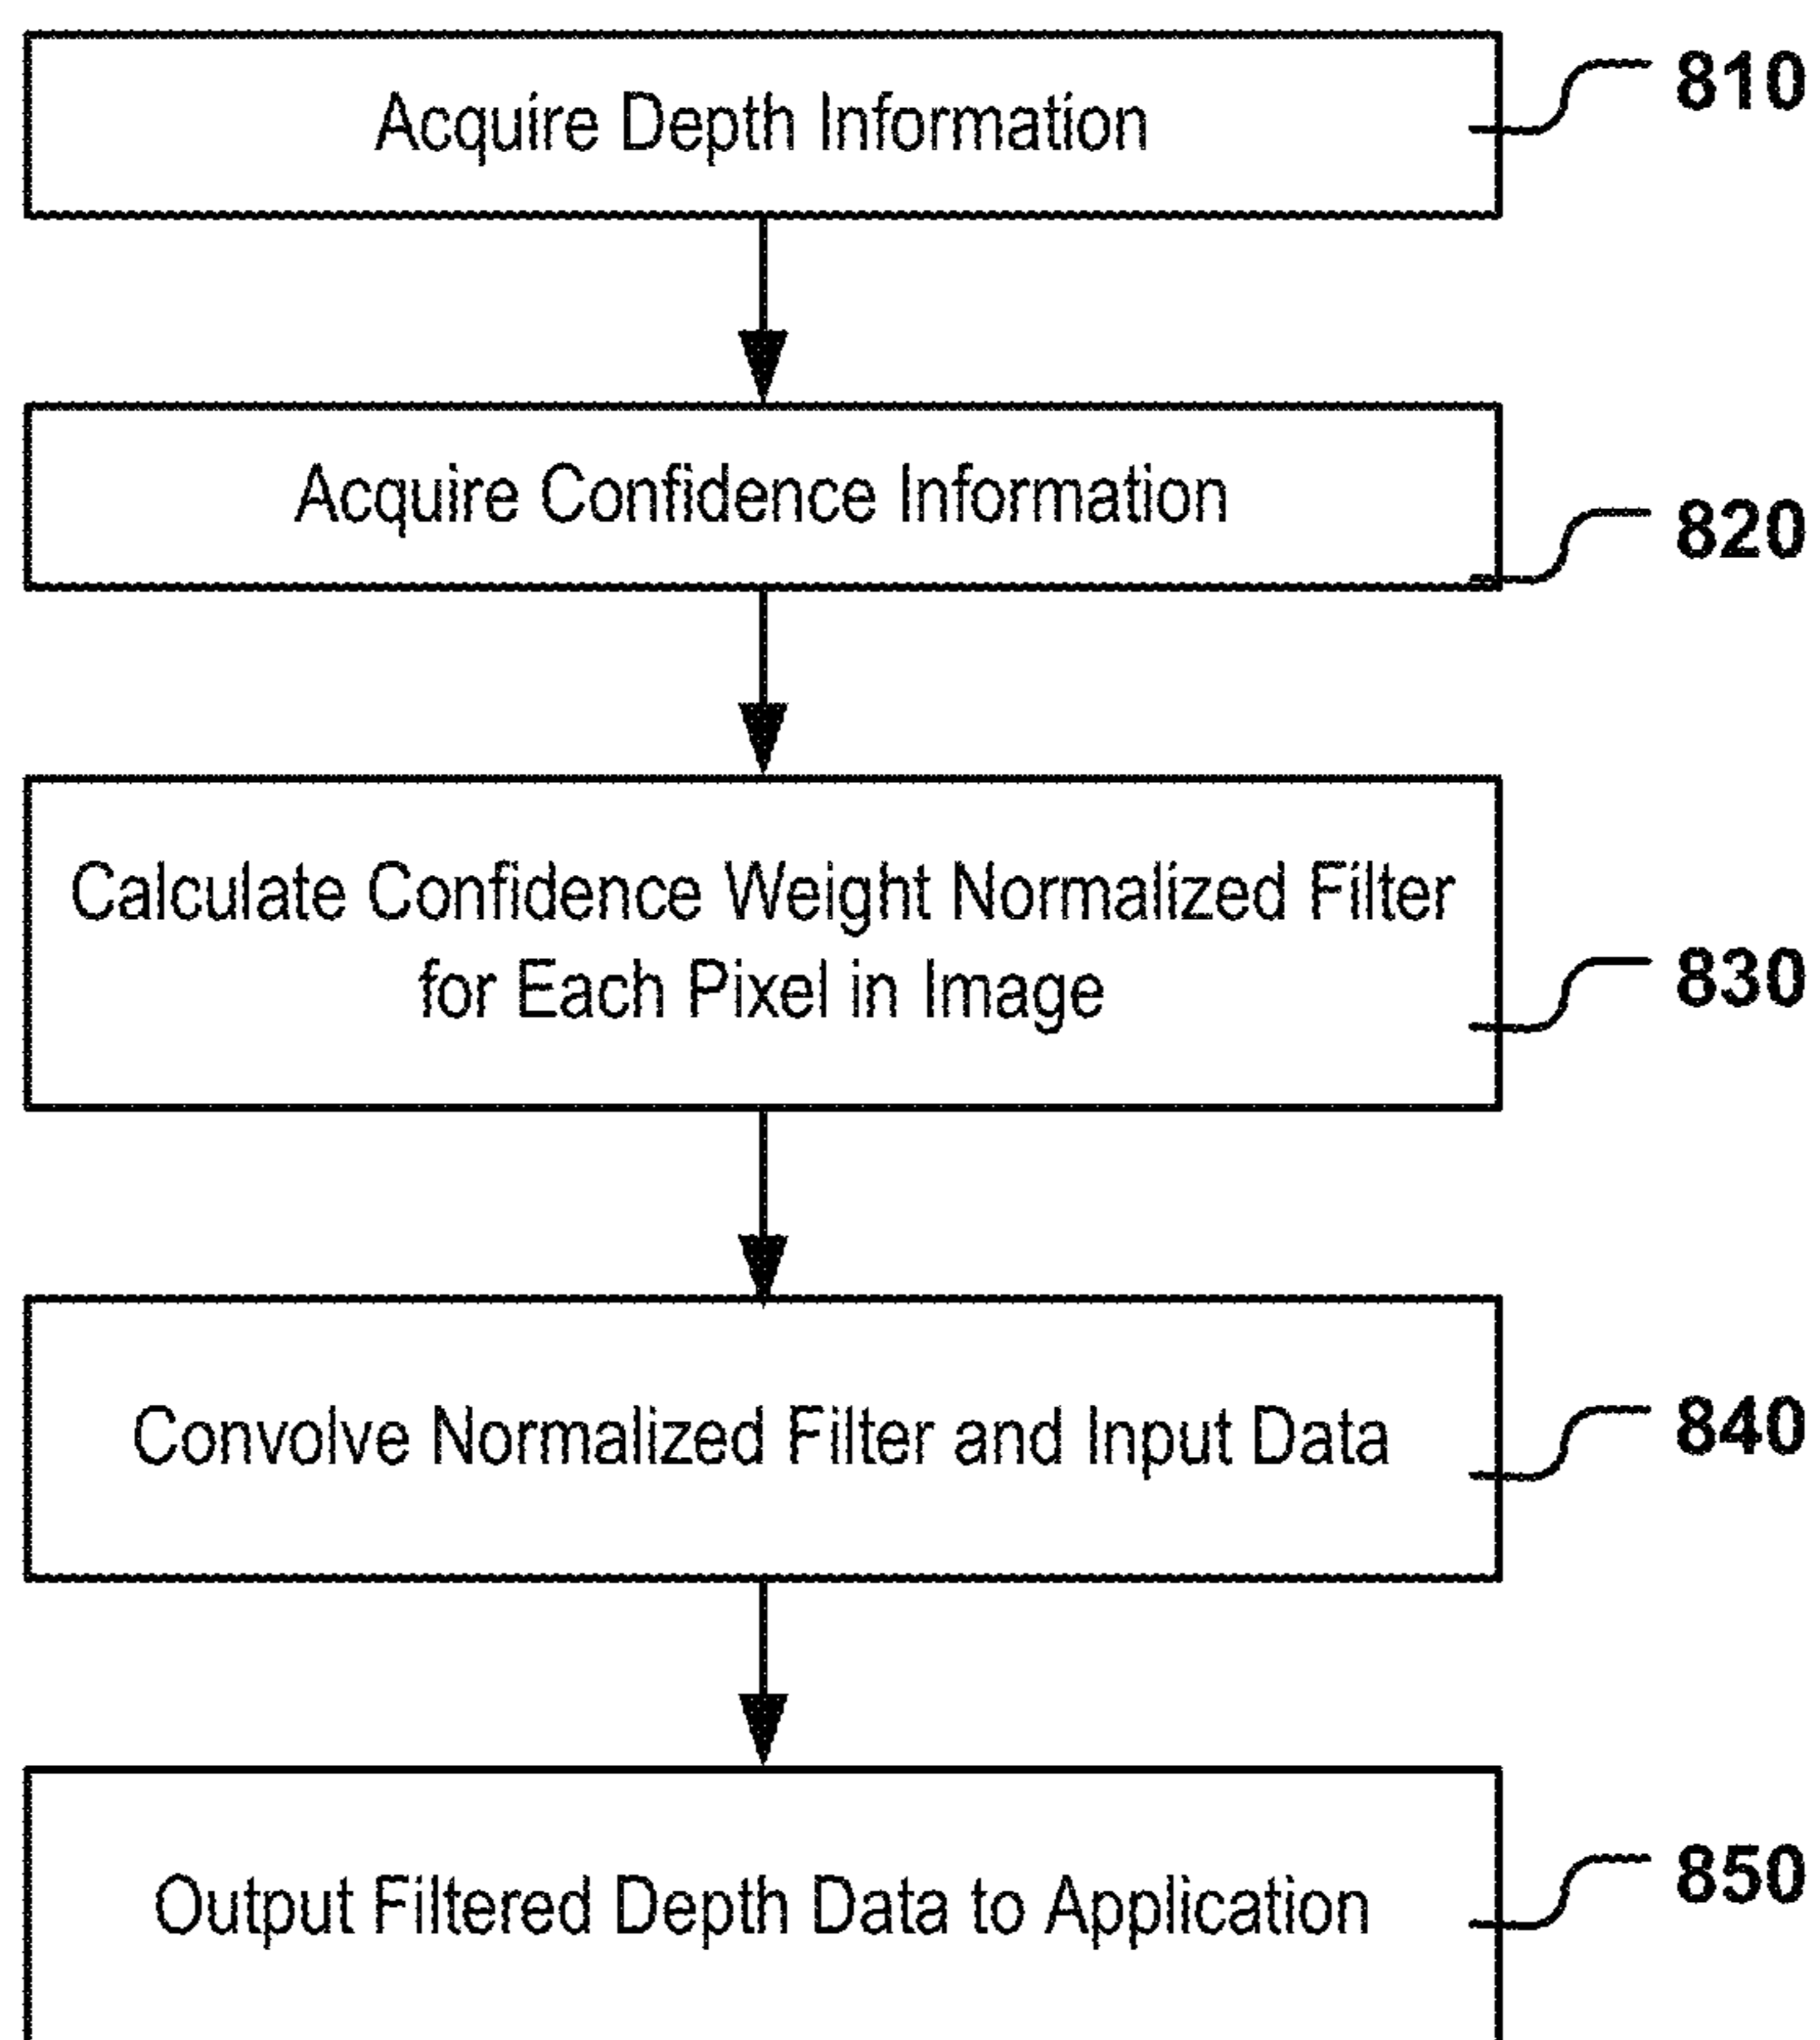 Acquire Depth Information
810
Acquire Confidence Information
820
Calculate Confidence Weight Normalized Filter
for Each Pixel in Image
830
Convolve Normalized Filter and Input Data
840
Output Filtered Depth Data to Application
850